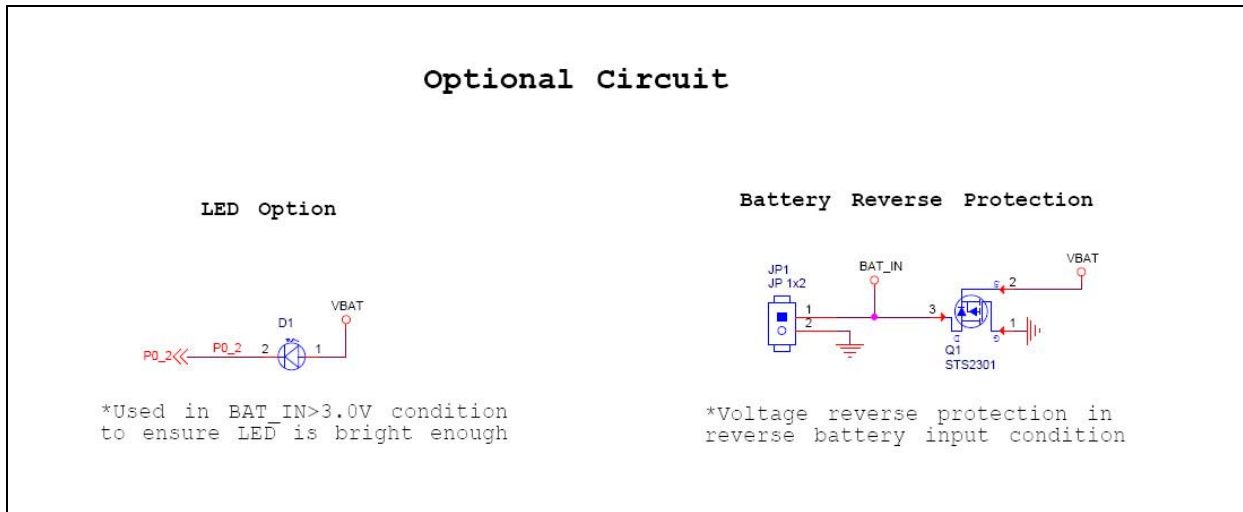 Optional Circuit
LED Option
VBAT
D1
P0_2
P0_2
2
1
*Used in BAT_IN>3.0V condition
to ensure LED is bright enough
Battery Reverse Protection
JP1
JP 1x2
BAT_IN
VBAT
1
2
3
S
2
D
G
1
Q1
STS2301
*Voltage reverse protection in
reverse battery input condition